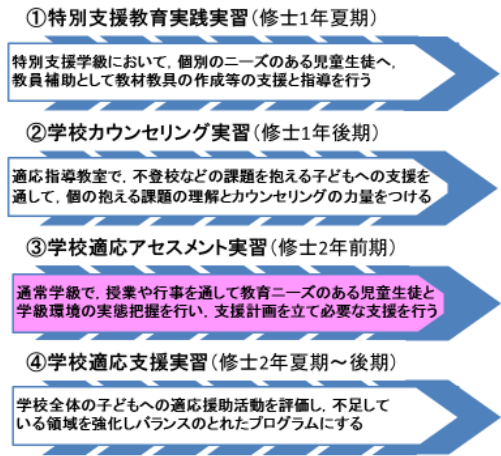 ①特別支援教育実践実習(修士1年夏期)
特別支援学級において，個別のニーズのある児童生徒へ，
教員補助として教材教具の作成等の支援と指導を行う
②学校カウンセリング実習(修士1年後期)
適応指導教室で，不登校などの課題を抱える子どもへの支援を
通して，個の抱える課題の理解とカウンセリングの力量をつける
③学校適応アセスメント実習(修士2年前期)
通常学級で，授業や行事を通して教育ニーズのある児童生徒と
学級環境の実態把握を行い，支援計画を立て必要な支援を行う
④学校適応支援実習(修士2年夏期～後期)
学校全体の子どもへの適応援助活動を評価し，不足して
いる領域を強化しバランスのとれたプログラムにする